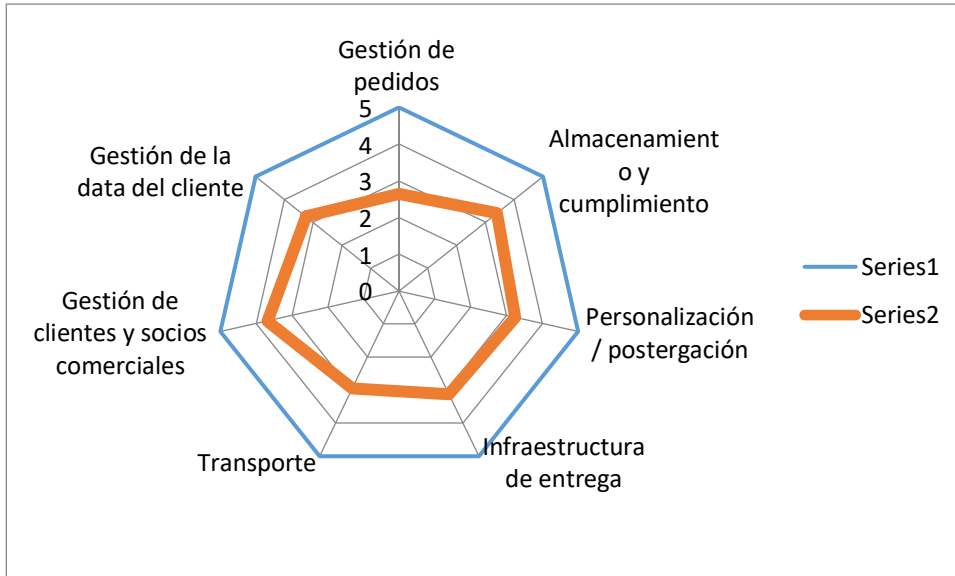 Gestión de
pedidos
Almacenamient
o y
cumplimiento
Personalización
/ postergación
Infraestructura
de entrega
Transporte
Gestión de
clientes y socios
comerciales
Gestión de la
data del cliente
5
4
3
2
1
0
Series1
Series2